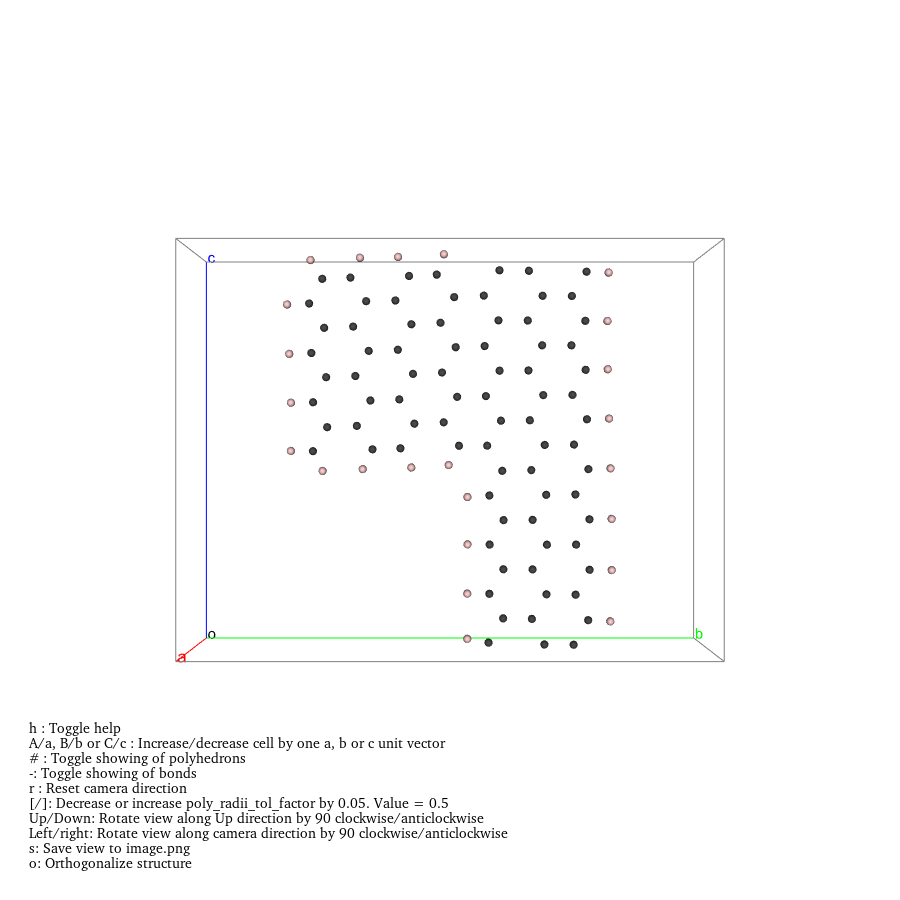 c
o
b
a
h : Toggle help
A/a, B/b or C/c : Increase/decrease cell by one a, b or c unit vector
# : Toggle showing of polyhedrons
-: Toggle showing of bonds
r : Reset camera direction
[/]: Decrease or increase poly_radii_tol_factor by 0.05. Value = 0.5
Up/Down: Rotate view along Up direction by 90 clockwise/anticlockwise
Left/right: Rotate view along camera direction by 90 clockwise/anticlockwise
s: Save view to image.png
o: Orthogonalize structure